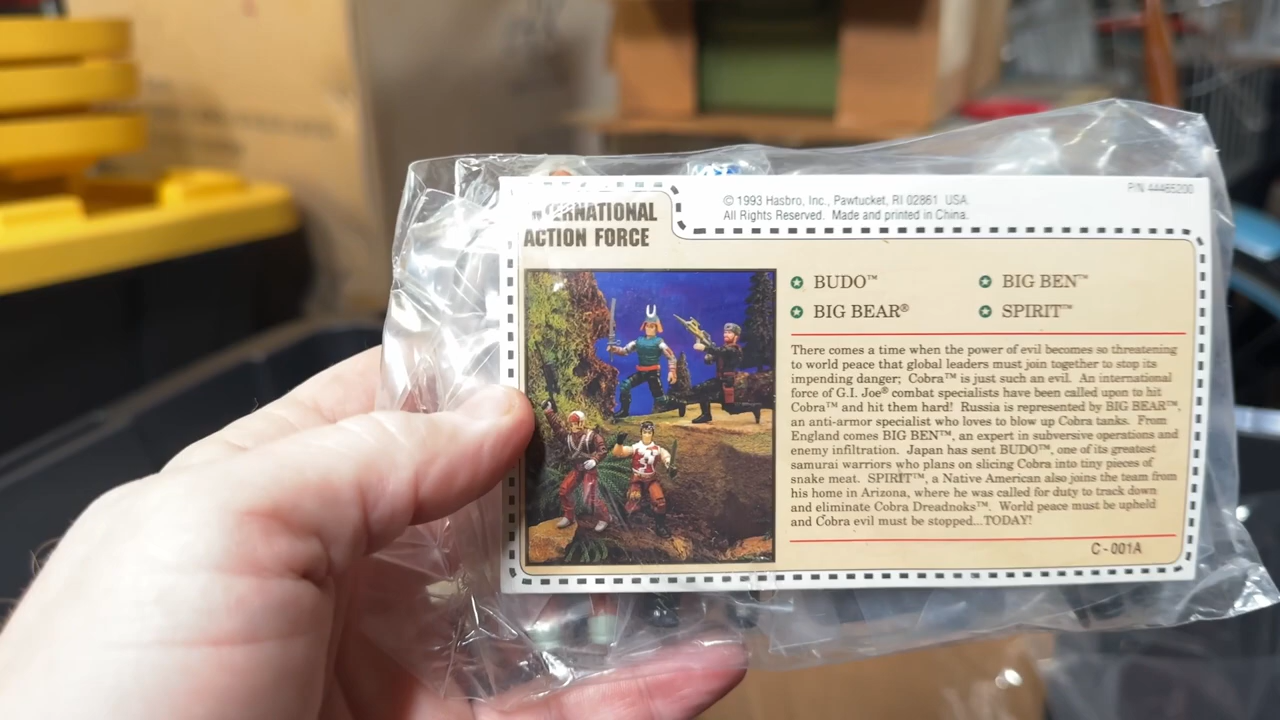 INTERNATIONAL
ACTION FORCE
© 1993 Hasbro, Inc., Pawtucket, RI 02861 USA
All Rights Reserved. Made and printed in China.
P/N 44465200
BUDO™
BIG BEN™
BIG BEAR®
SPIRIT™
There comes a time when the power of evil becomes so threatening
to world peace that global leaders must join together to stop its
impending danger; Cobra™ is just such an evil. An international
force of G.I. Joe® combat specialists have been called upon to hit
Cobra™ and hit them hard! Russia is represented by BIG BEAR™,
an anti-armor specialist who loves to blow up Cobra tanks. From
England comes BIG BEN™, an expert in subversive operations and
enemy infiltration. Japan has sent BUDO™, one of its greatest
samurai warriors who plans on slicing Cobra into tiny pieces of
snake meat. SPIRIT™, a Native American also joins the team from
his home in Arizona, where he was called for duty to track down
and eliminate Cobra Dreadnoks™. World peace must be upheld
and Cobra evil must be stopped...TODAY!
C-001A